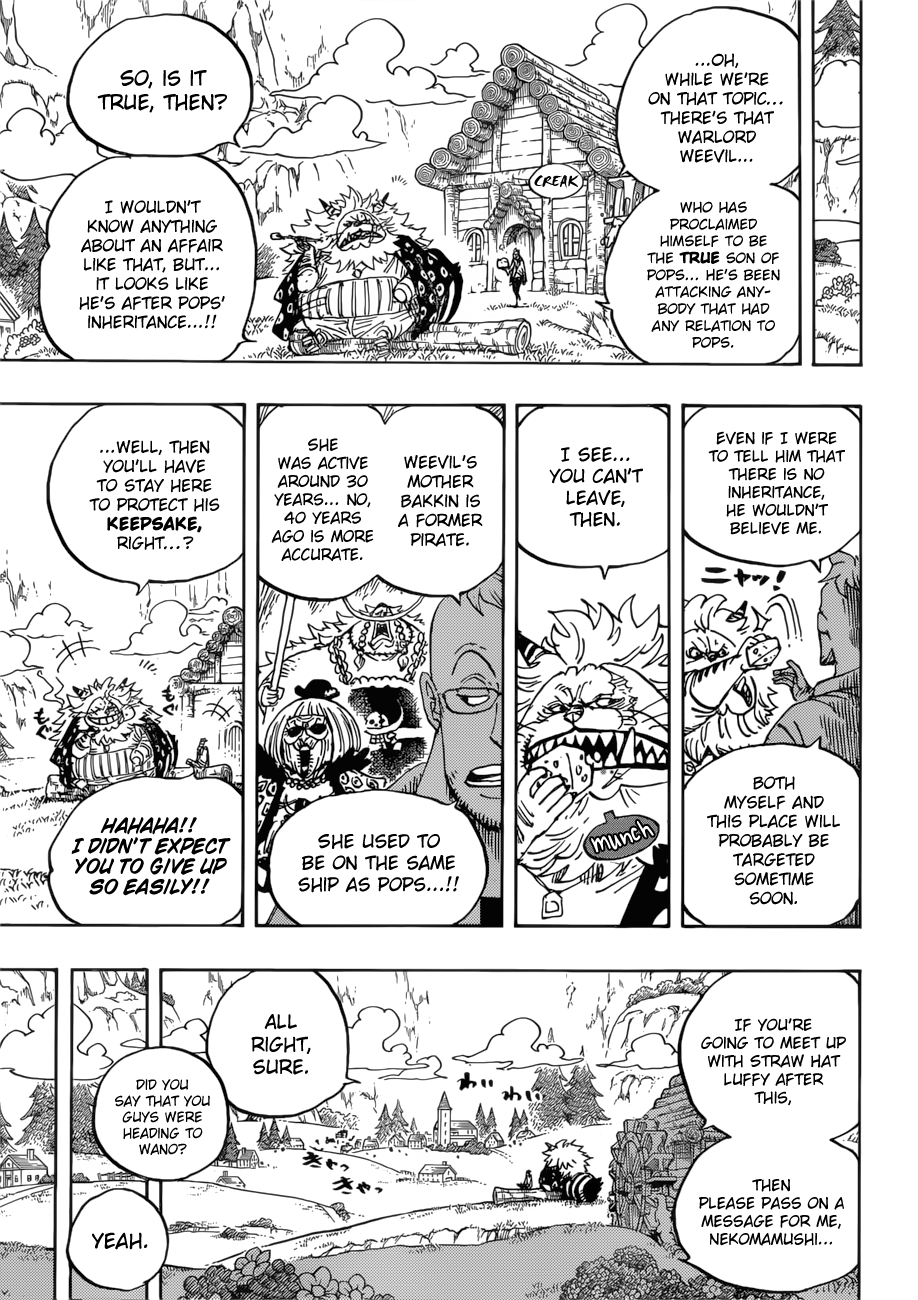 ...OH,
WHILE WE'RE
ON THAT TOPIC...
THERE'S THAT
WARLORD
WEEVIL...
WHO HAS
PROCLAIMED
HIMSELF TO BE
THE TRUE SON OF
POPS... HE'S BEEN
ATTACKING ANY-
BODY THAT HAD
ANY RELATION TO
POPS.
CREAK
SO, IS IT
TRUE, THEN?
I WOULDN'T
KNOW ANYTHING
ABOUT AN AFFAIR
LIKE THAT, BUT...
IT LOOKS LIKE
HE'S AFTER POPS'
INHERITANCE...!!
EVEN IF I WERE
TO TELL HIM THAT
THERE IS NO
INHERITANCE,
HE WOULDN'T
BELIEVE ME.
ニャッ!
BOTH
MYSELF AND
THIS PLACE WILL
PROBABLY BE
TARGETED
SOMETIME
SOON.
I SEE...
YOU CAN'T
LEAVE,
THEN.
munch
WEEVIL'S
MOTHER
BAKKIN IS
A FORMER
PIRATE.
SHE
WAS ACTIVE
AROUND 30
YEARS... NO,
40 YEARS
AGO IS MORE
ACCURATE.
SHE USED TO
BE ON THE SAME
SHIP AS POPS...!!
...WELL, THEN
YOU'LL HAVE
TO STAY HERE
TO PROTECT HIS
KEEPSAKE,
RIGHT...?
HAHAHA!!
I DIDN'T EXPECT
YOU TO GIVE UP
SO EASILY!!
IF YOU'RE
GOING TO MEET UP
WITH STRAW HAT
LUFFY AFTER
THIS,
THEN
PLEASE PASS ON A
MESSAGE FOR ME,
NEKOMAMUSHI...
わい わい
きゃっ
きゃっ
ALL
RIGHT,
SURE.
DID YOU
SAY THAT YOU
GUYS WERE
HEADING TO
WANO?
YEAH.